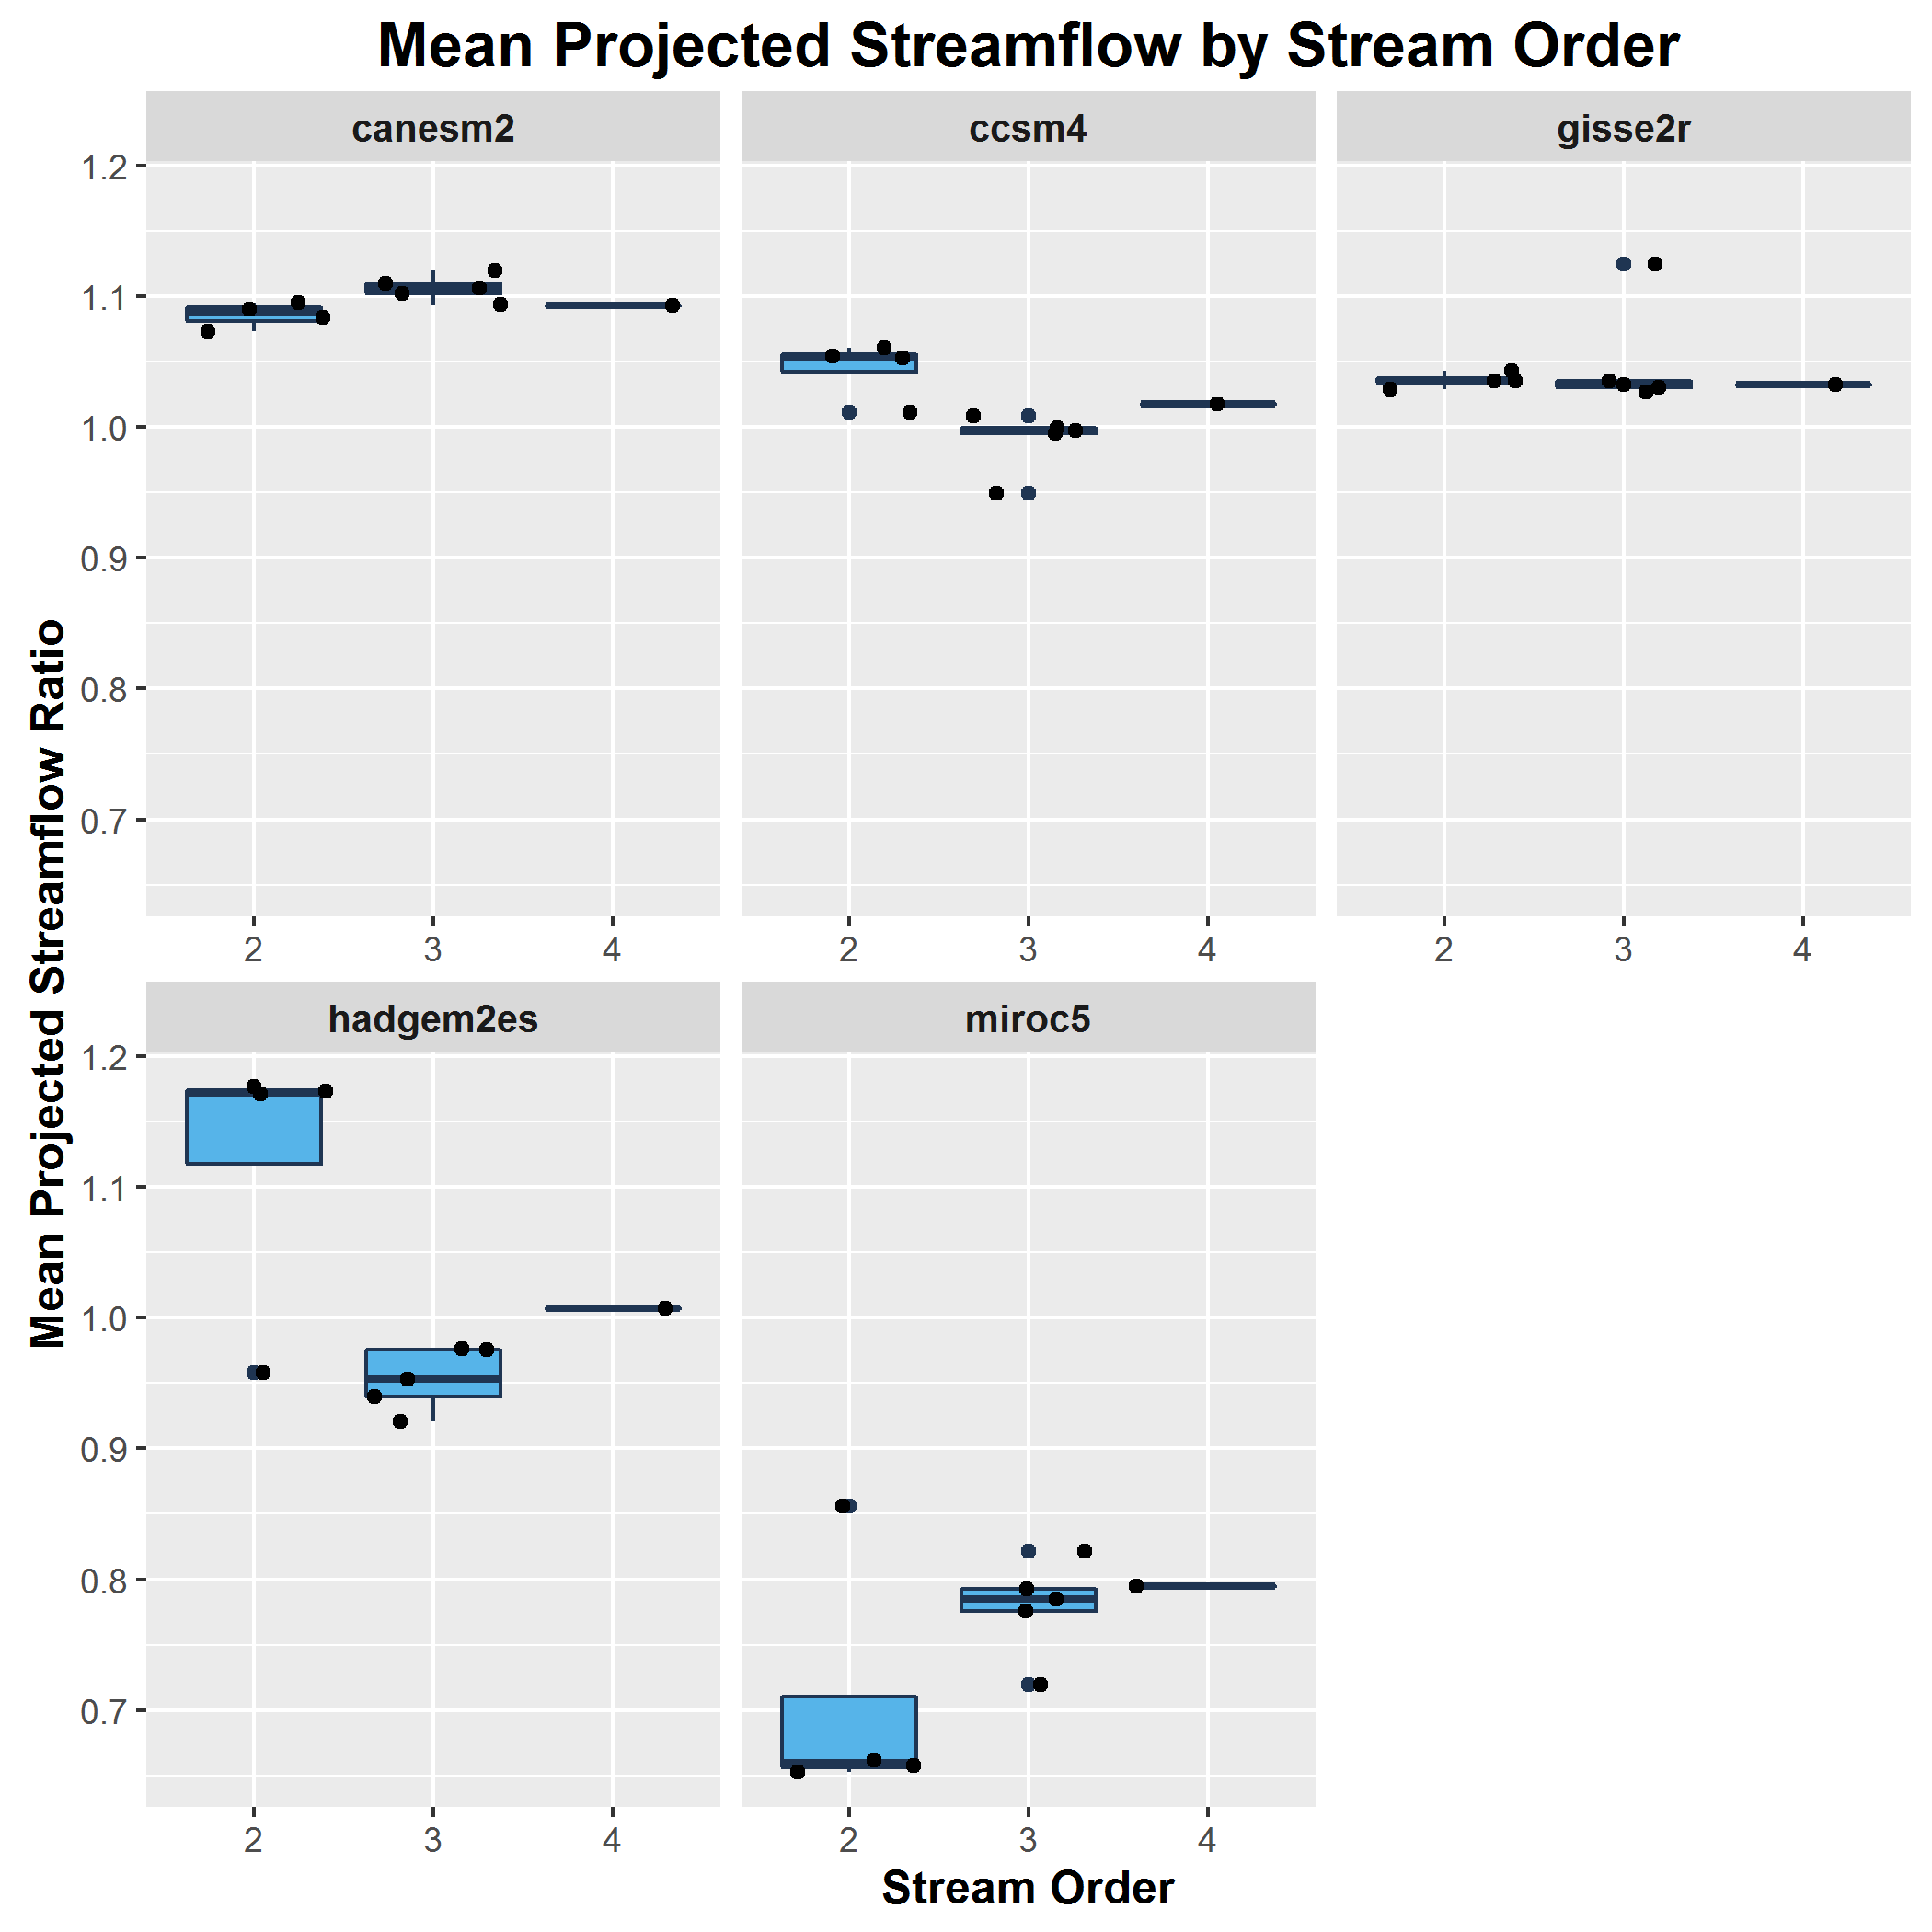 Mean Projected Streamflow by Stream Order
canesm2
ccsm4
gisse2r
1.2
1.1
1.0
0.9
0.8
0.7
2 3 4
2 3 4
2 3 4
Mean Projected Streamflow Ratio
hadgem2es
miroc5
1.2
1.1
1.0
0.9
0.8
0.7
2 3 4
2 3 4
Stream Order